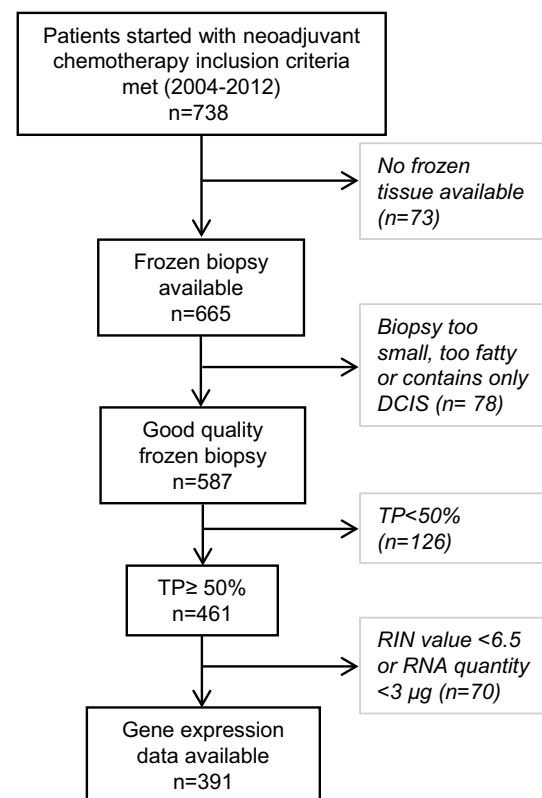 Patients started with neoadjuvant
chemotherapy inclusion criteria
met (2004-2012)
n=738
No frozen
tissue available
(n=73)
Frozen biopsy
available
n=665
Biopsy too
small, too fatty
or contains only
DCIS (n= 78)
Good quality
frozen biopsy
n=587
TP<50%
(n=126)
TP≥ 50%
n=461
RIN value <6.5
or RNA quantity
<3 µg (n=70)
Gene expression
data available
n=391